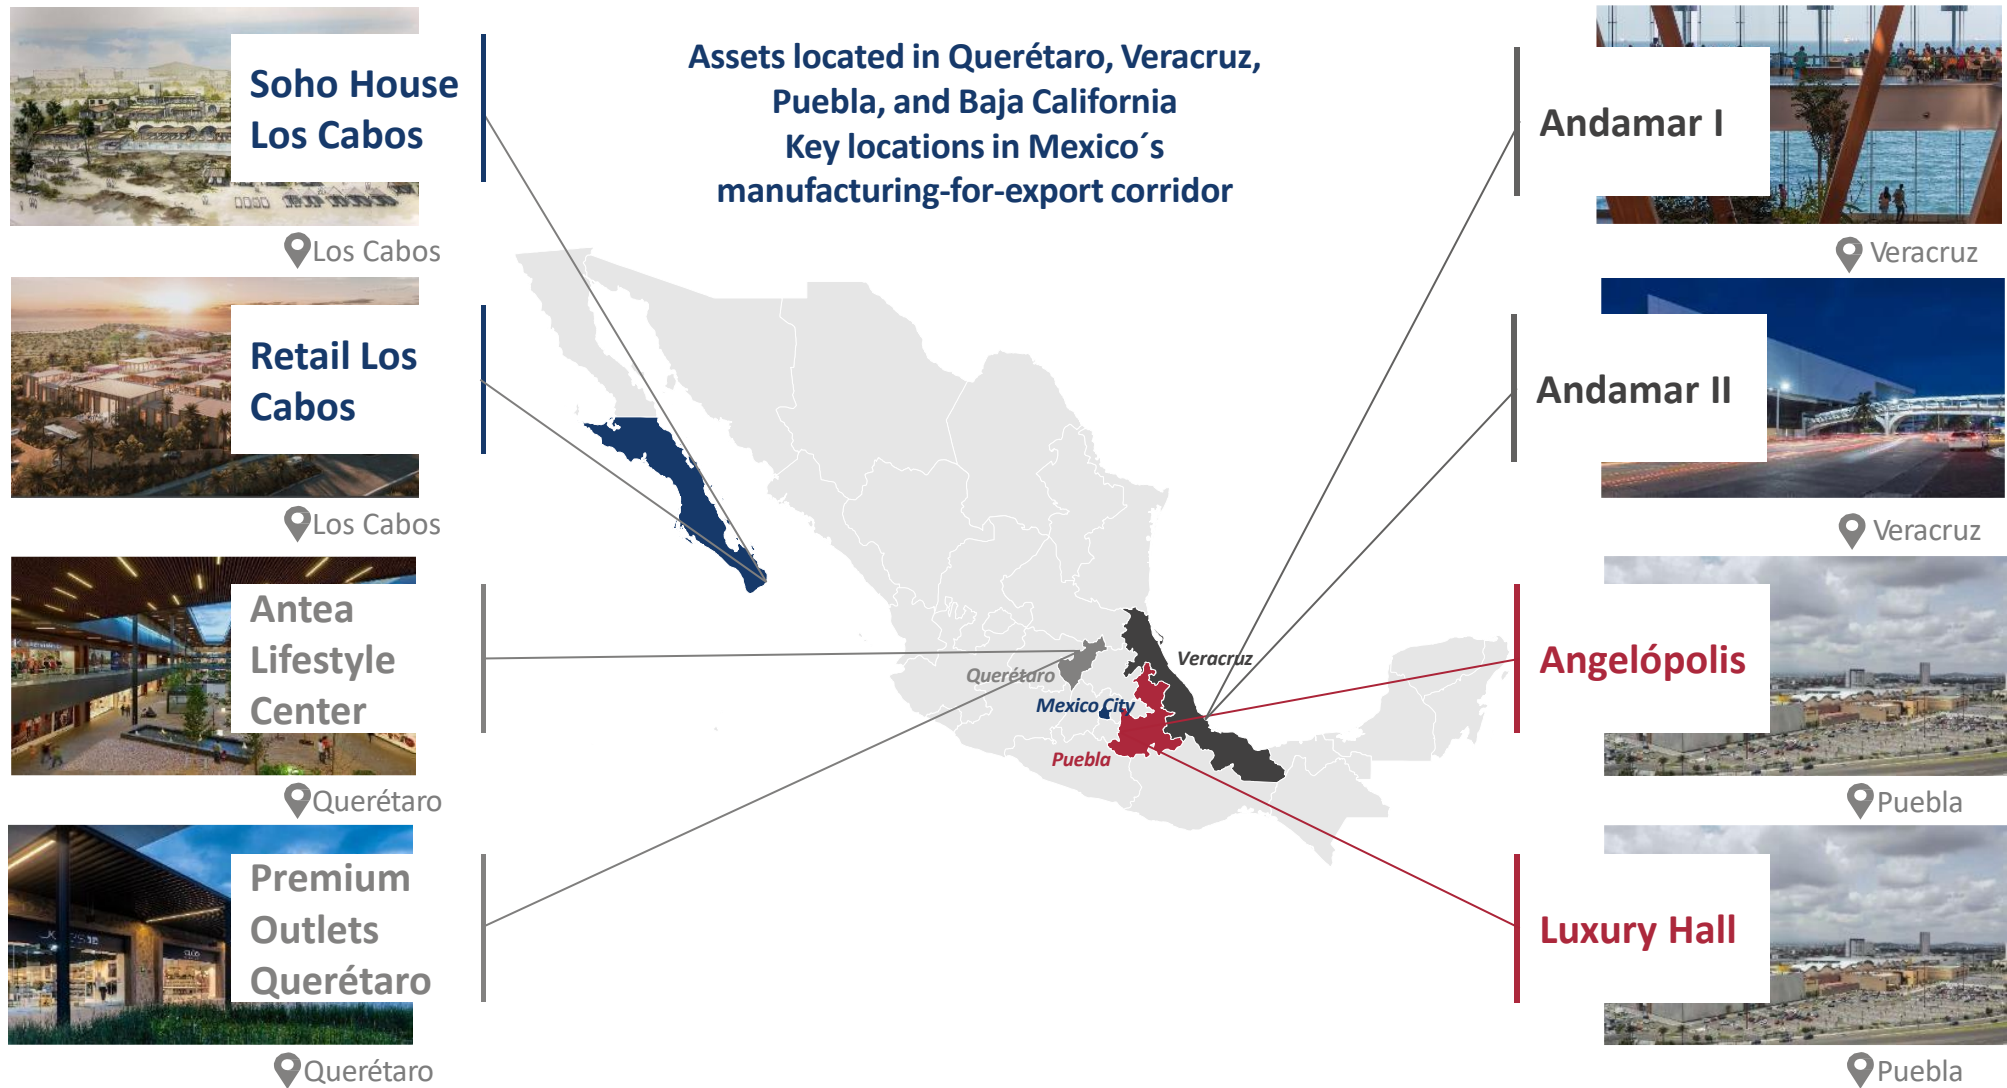 Soho House
Los Cabos
Los Cabos
Retail Los
Cabos
Los Cabos
Antea
Lifestyle
Center
Querétaro
Premium
Outlets
Querétaro
Querétaro
Assets located in Querétaro, Veracruz,
Puebla, and Baja California
Key locations in Mexico´s
manufacturing-for-export corridor
Veracruz
Querétaro
Mexico City
Puebla
Andamar I
Veracruz
Andamar II
Veracruz
Angelópolis
Puebla
Luxury Hall
Puebla